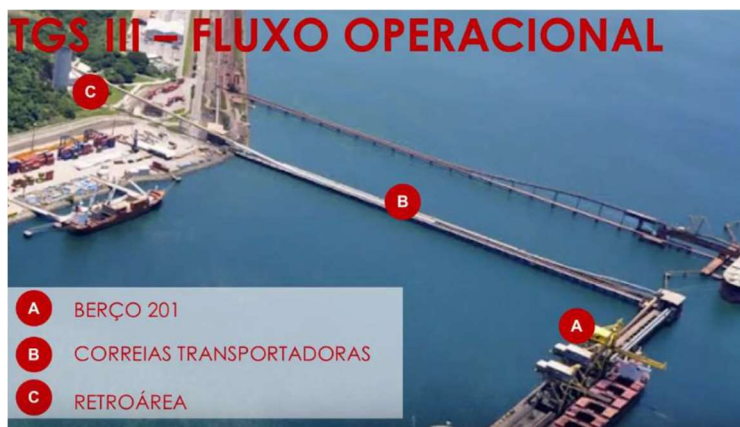 TGS III – FLUXO OPERACIONAL
C
B
A
A BERÇO 201
B CORREIAS TRANSPORTADORAS
C RETROÁREA